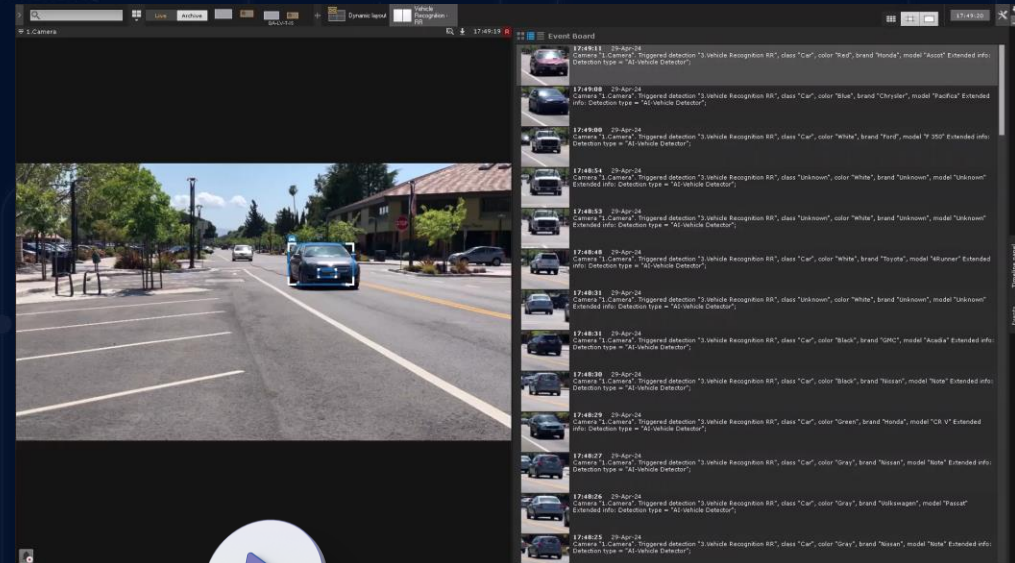 Live
Archive
DA-LV-T-II
Dynamic layout
Vehicle
Recognition -
RR
17:49:20
1.Camera
17:49:19 R
Event Board
17:49:11 29-Apr-24
Camera "1.Camera". Triggered detection "3.Vehicle Recognition RR", class "Car", color "Red", brand "Honda", model "Ascot" Extended info:
Detection type = "AI-Vehicle Detector";
17:49:08 29-Apr-24
Camera "1.Camera". Triggered detection "3.Vehicle Recognition RR", class "Car", color "Blue", brand "Chrysler", model "Pacifica" Extended
info: Detection type = "AI-Vehicle Detector";
17:49:00 29-Apr-24
Camera "1.Camera". Triggered detection "3.Vehicle Recognition RR", class "Car", color "White", brand "Ford", model "F 350" Extended info:
Detection type = "AI-Vehicle Detector";
17:48:54 29-Apr-24
Camera "1.Camera". Triggered detection "3.Vehicle Recognition RR", class "Unknown", color "White", brand "Unknown", model "Unknown"
Extended info: Detection type = "AI-Vehicle Detector";
17:48:53 29-Apr-24
Camera "1.Camera". Triggered detection "3.Vehicle Recognition RR", class "Unknown", color "White", brand "Unknown", model "Unknown"
Extended info: Detection type = "AI-Vehicle Detector";
17:48:48 29-Apr-24
Camera "1.Camera". Triggered detection "3.Vehicle Recognition RR", class "Car", color "White", brand "Toyota", model "4Runner" Extended
info: Detection type = "AI-Vehicle Detector";
17:48:31 29-Apr-24
Camera "1.Camera". Triggered detection "3.Vehicle Recognition RR", class "Unknown", color "White", brand "Unknown", model "Unknown"
Extended info: Detection type = "AI-Vehicle Detector";
17:48:31 29-Apr-24
Camera "1.Camera". Triggered detection "3.Vehicle Recognition RR", class "Car", color "Black", brand "GMC", model "Acadia" Extended info:
Detection type = "AI-Vehicle Detector";
17:48:30 29-Apr-24
Camera "1.Camera". Triggered detection "3.Vehicle Recognition RR", class "Car", color "Black", brand "Nissan", model "Note" Extended info:
Detection type = "AI-Vehicle Detector";
17:48:29 29-Apr-24
Camera "1.Camera". Triggered detection "3.Vehicle Recognition RR", class "Car", color "Green", brand "Honda", model "CR V" Extended
info: Detection type = "AI-Vehicle Detector";
17:48:27 29-Apr-24
Camera "1.Camera". Triggered detection "3.Vehicle Recognition RR", class "Car", color "Gray", brand "Nissan", model "Note" Extended info:
Detection type = "AI-Vehicle Detector";
17:48:26 29-Apr-24
Camera "1.Camera". Triggered detection "3.Vehicle Recognition RR", class "Car", color "Gray", brand "Volkswagen", model "Passat"
Extended info: Detection type = "AI-Vehicle Detector";
17:48:25 29-Apr-24
Camera "1.Camera". Triggered detection "3.Vehicle Recognition RR", class "Car", color "Gray", brand "Nissan", model "Note" Extended info:
Detection type = "AI-Vehicle Detector";
Events